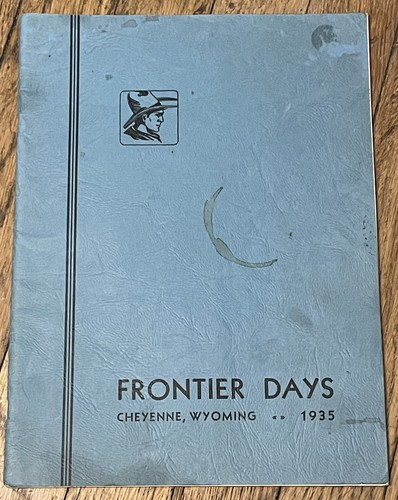 FRONTIER DAYS
CHEYENNE, WYOMING «» 1935